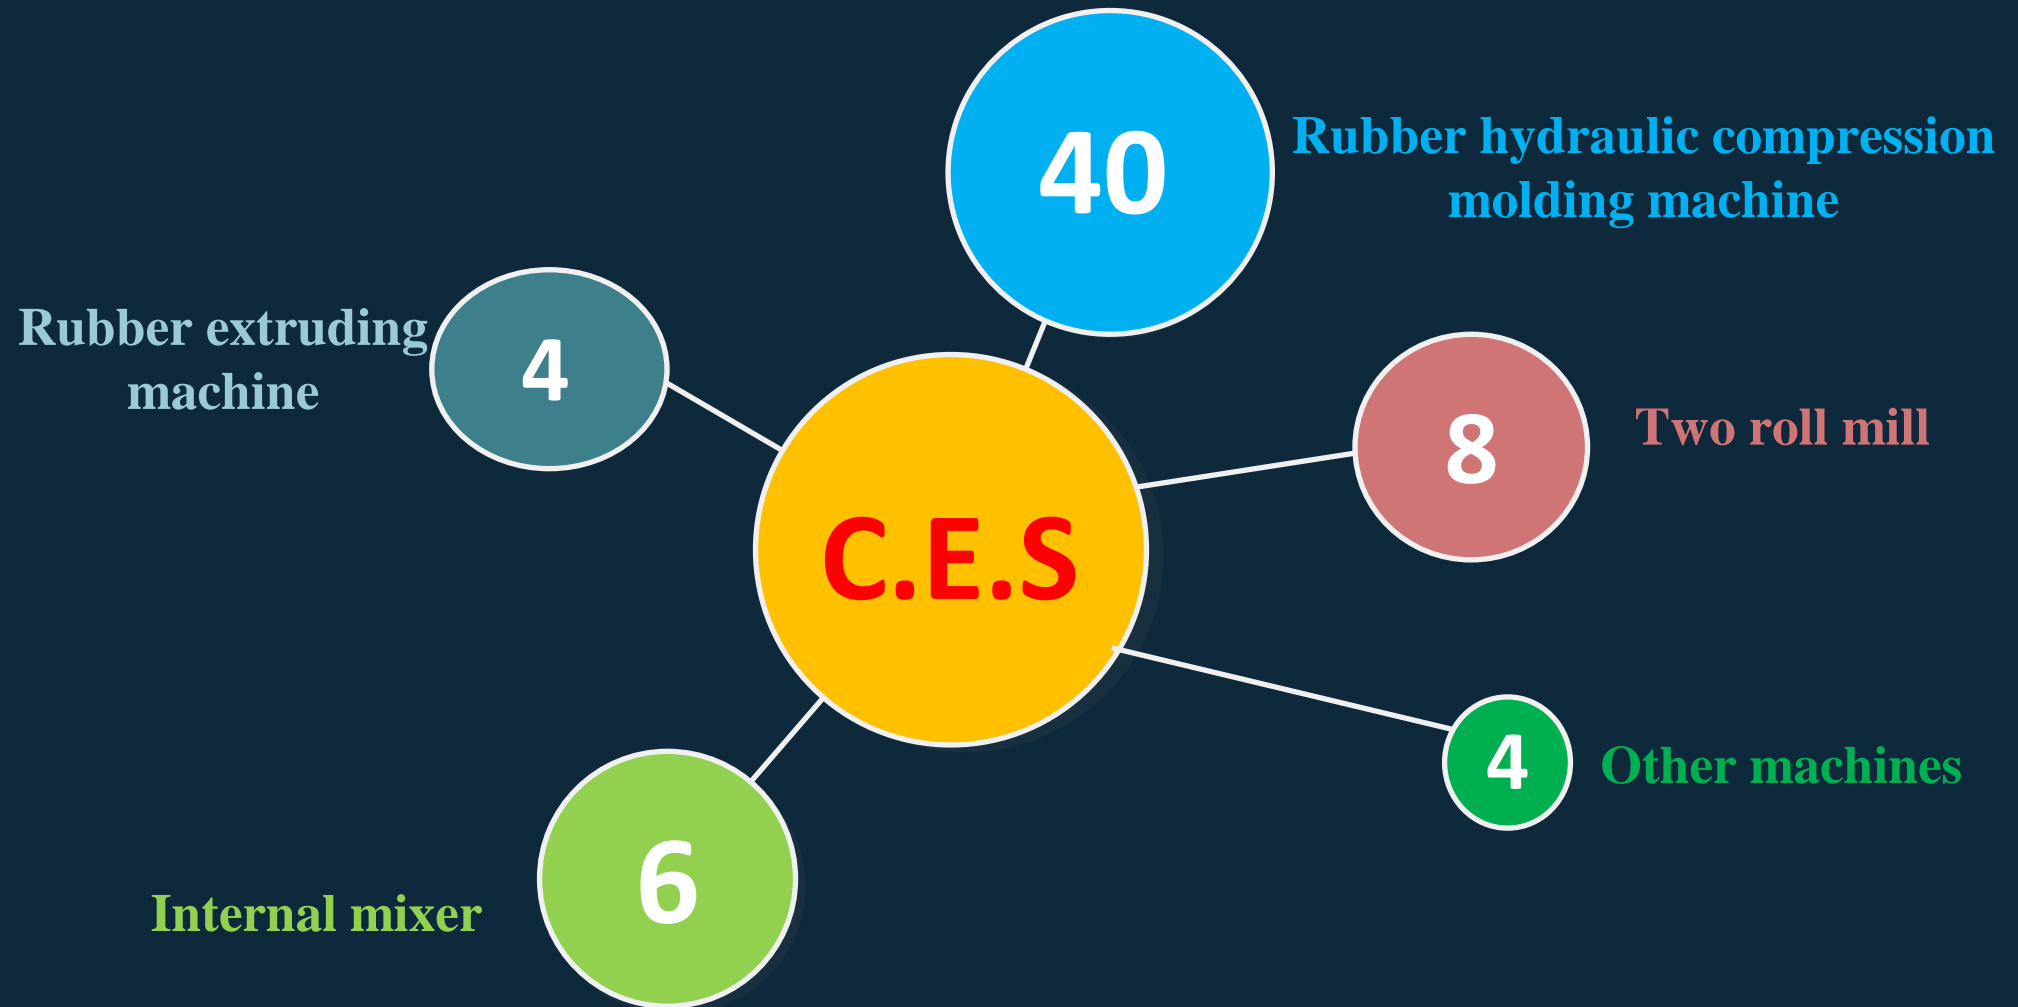 40
Rubber hydraulic compression
molding machine
Rubber extruding
machine
4
8
Two roll mill
C.E.S
4
Other machines
6
Internal mixer